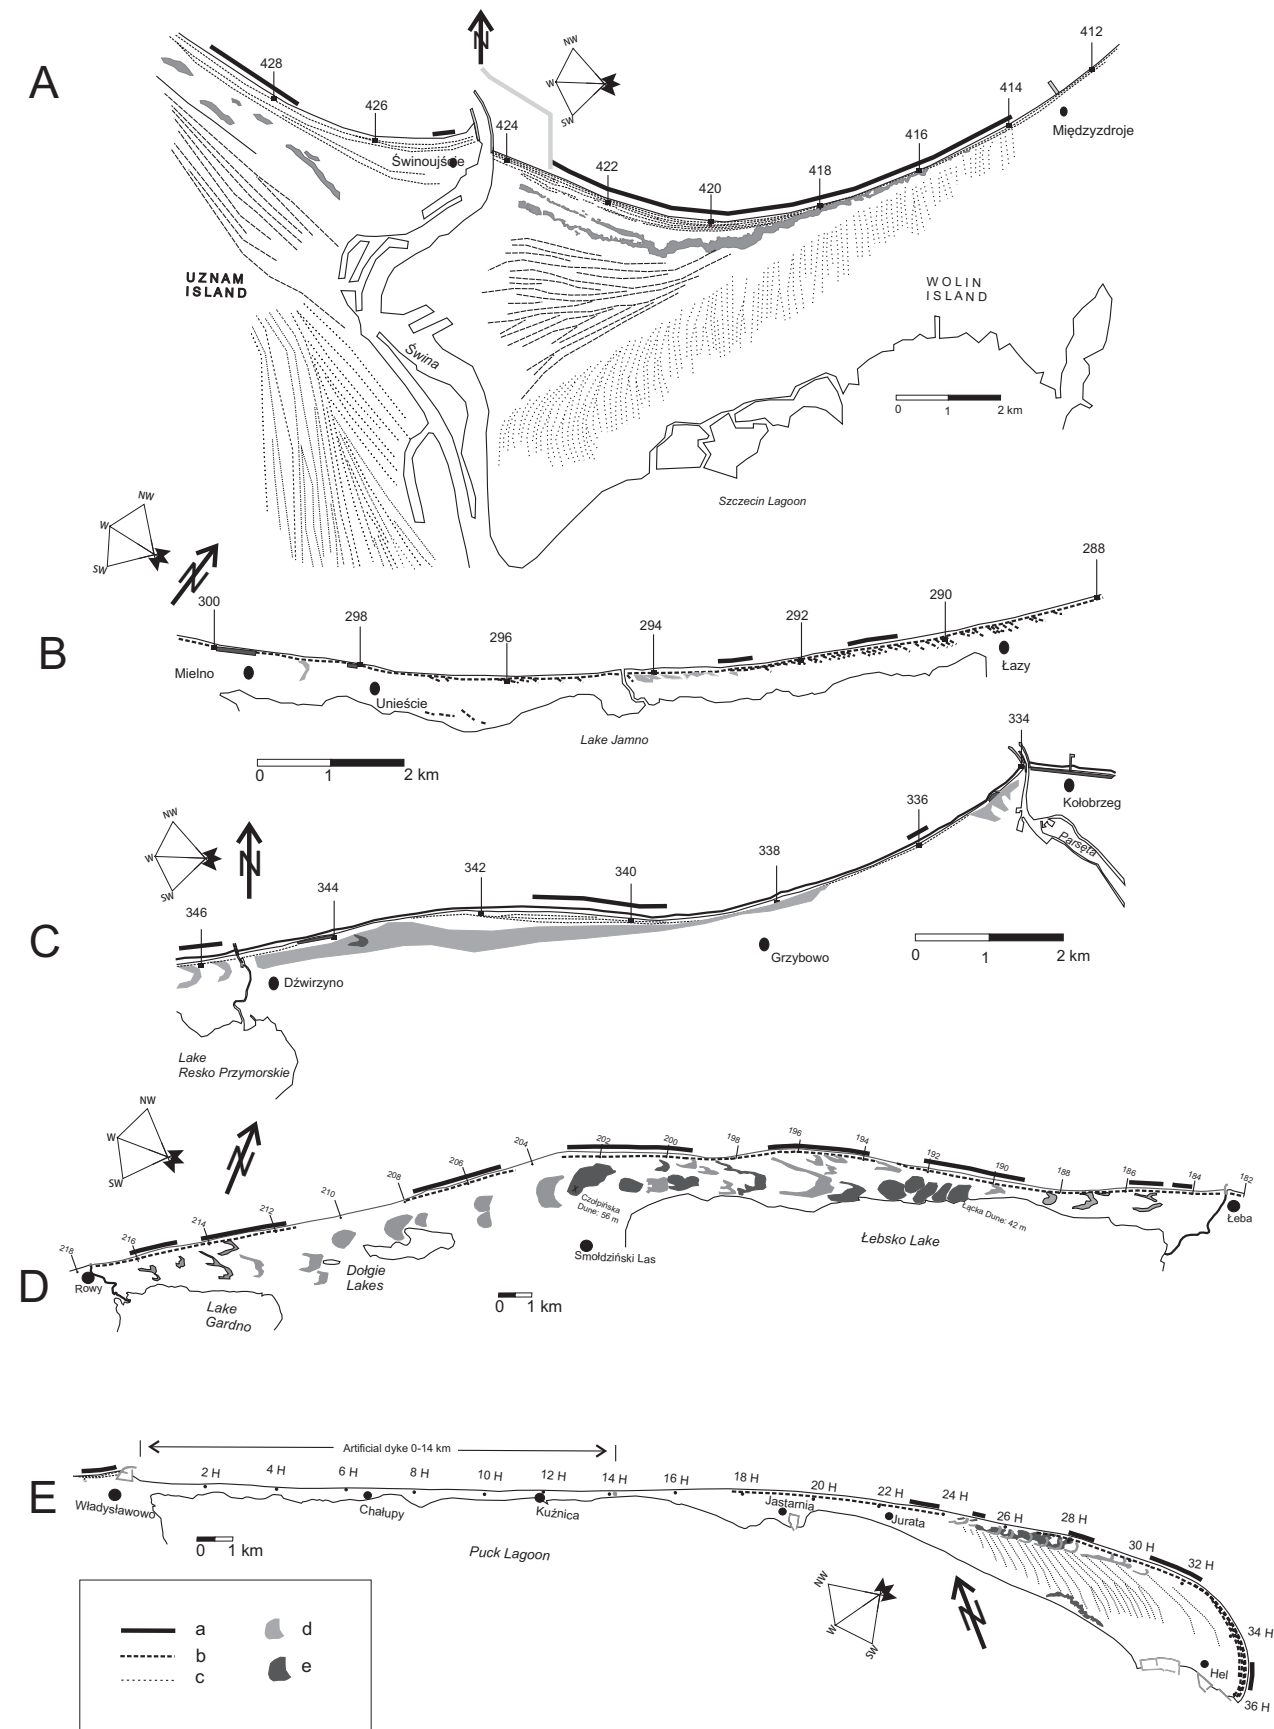 A
N
NW
W
SW
428
426
424
422
420
418
416
414
412
Świnoujście
Międzyzdroje
UZNAM
ISLAND
WOLIN
ISLAND
Świna
0 1 2 km
Szczecin Lagoon
B
NW
W
SW
N
300
298
296
294
292
290
288
Mielno
Unieście
Łazy
Lake Jamno
0 1 2 km
C
NW
W
SW
N
346
344
342
340
338
336
334
Kołobrzeg
Parsęta
Grzybowo
Dźwirzyno
0 1 2 km
Lake
Resko Przymorskie
D
NW
W
SW
N
218
216
214
212
210
208
206
204
202
200
198
196
194
192
190
188
186
184
182
Rowy
Lake
Gardno
Dołgie
Lakes
X Czołpińska
Dune: 56 m
Smołdziński Las
Łebsko Lake
Łącka Dune: 42 m
Łeba
0 1 km
E
Artificial dyke 0-14 km
2 H
4 H
6 H
8 H
10 H
12 H
14 H
16 H
18 H
20 H
22 H
24 H
26 H
28 H
30 H
32 H
34 H
36 H
Władysławowo
Chałupy
Kuźnica
Jastarnia
Jurata
Hel
0 1 km
Puck Lagoon
NW
W
SW
N
a
b
c
d
e